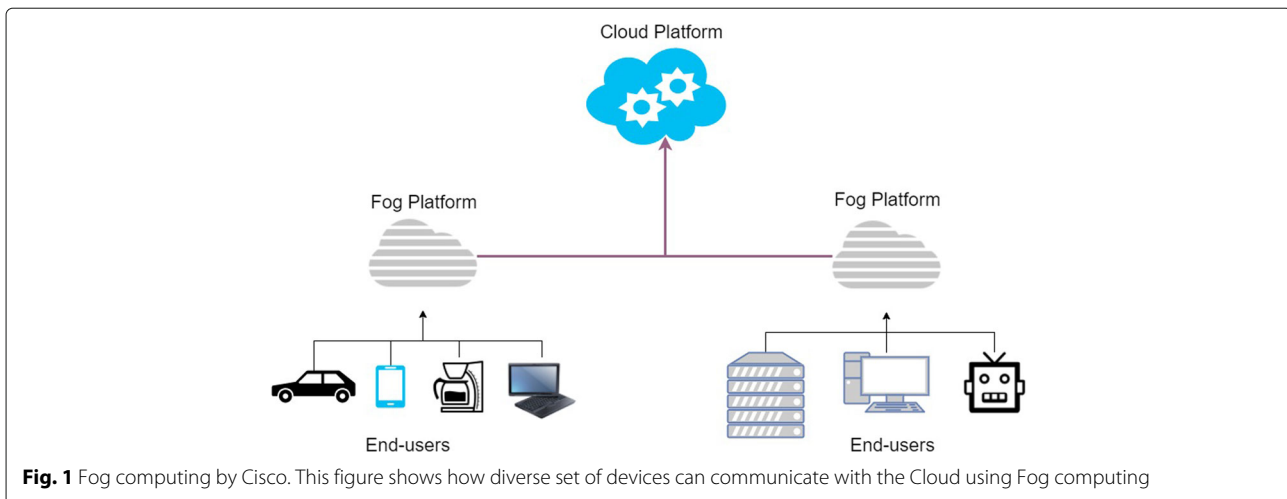 Cloud Platform
Fog Platform
Fog Platform
End-users
End-users
Fig. 1 Fog computing by Cisco. This figure shows how diverse set of devices can communicate with the Cloud using Fog computing